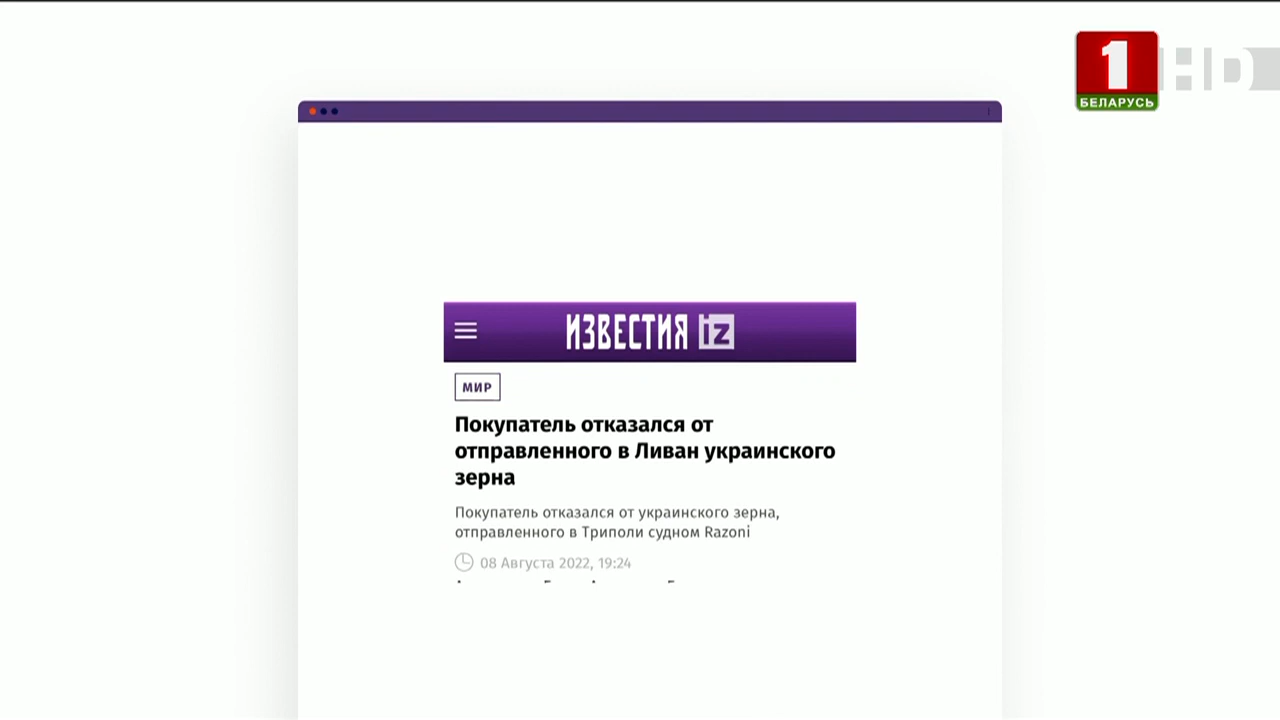 1 HD
БЕЛАРУСЬ
ИЗВЕСТИЯ iz
МИР
Покупатель отказался от
отправленного в Ливан украинского
зерна
Покупатель отказался от украинского зерна,
отправленного в Триполи судном Razoni
08 Августа 2022, 19:24